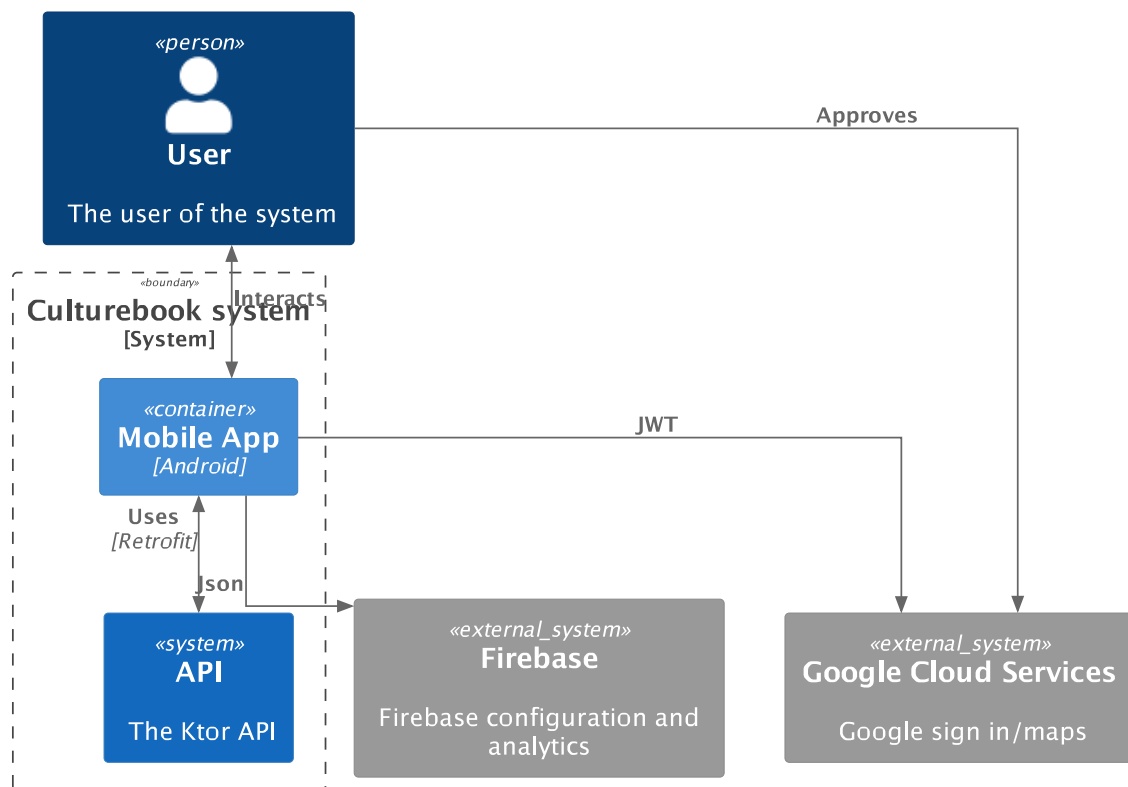 «person»
User
The user of the system
Approves
«boundary»
Interacts
Culturebook system
[System]
«container»
Mobile App
[Android]
JWT
Uses
[Retrofit]
Json
«system»
API
The Ktor API
«external_system»
Firebase
Firebase configuration and
analytics
«external_system»
Google Cloud Services
Google sign in/maps